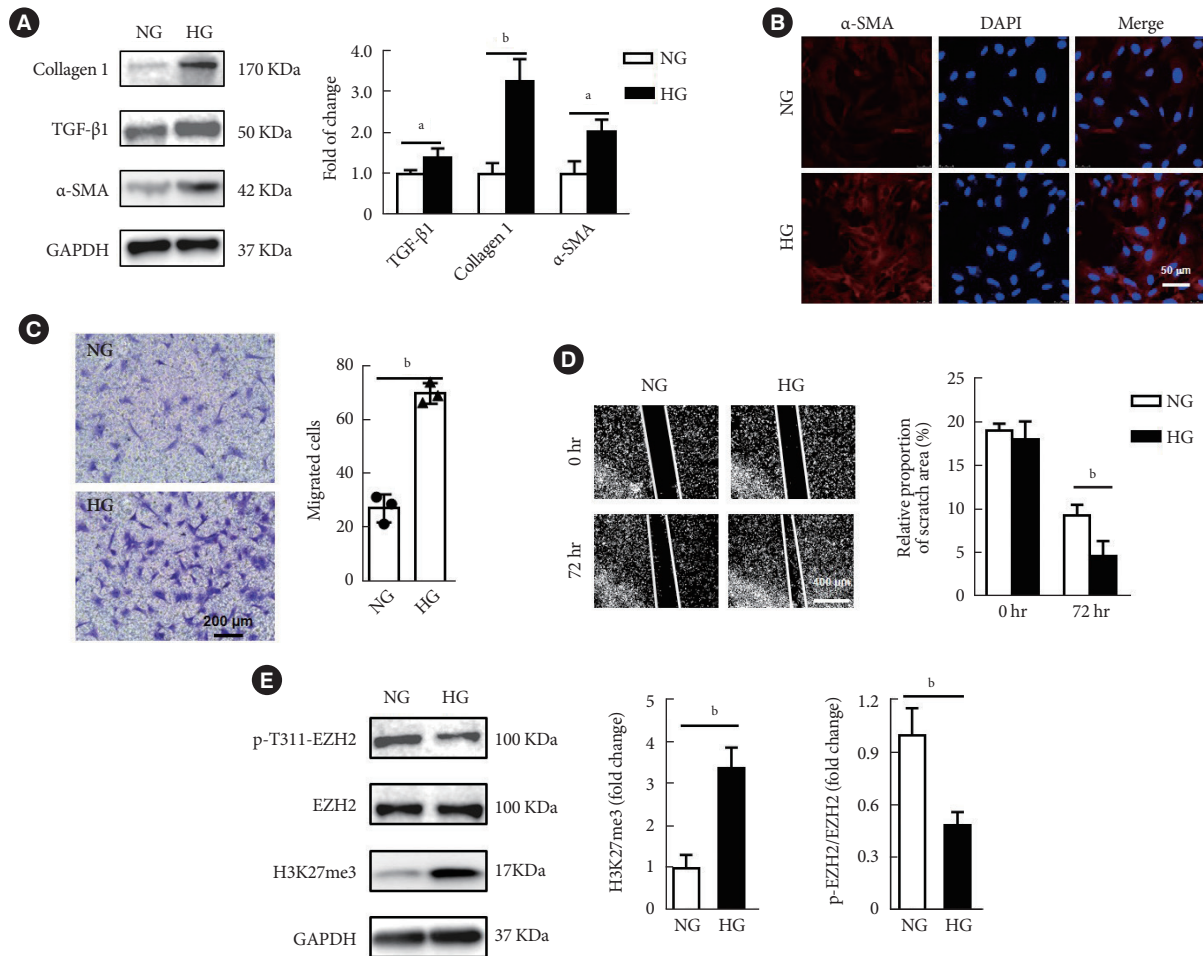 A
NG HG
Collagen 1 170 KDa
TGF-β1 50 KDa
α-SMA 42 KDa
GAPDH 37 KDa
Fold of change
4.0
3.0
2.0
1.0
0
a
b
a
NG
HG
TGF-β1
Collagen 1
α-SMA
B
α-SMA DAPI Merge
NG
HG
50 μm
C
NG
HG
200 μm
Migrated cells
80
60
40
20
0
b
NG
HG
D
NG HG
0 hr
72 hr
400 μm
Relative proportion
of scratch area (%)
25
20
15
10
5
0
b
NG
HG
0 hr 72 hr
E
NG HG
p-T311-EZH2 100 KDa
EZH2 100 KDa
H3K27me3 17KDa
GAPDH 37 KDa
H3K27me3 (fold change)
5
4
3
2
1
0
b
NG HG
p-EZH2/EZH2 (fold change)
1.2
0.9
0.6
0.3
0
b
NG HG